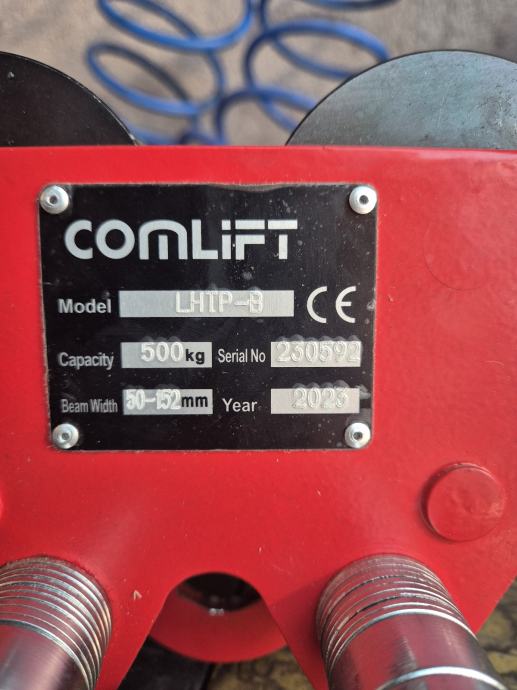 COMLiFT
Model LHTP-B CE
Capacity 500kg Serial No 230592
Beam Width 50-152mm Year 2023